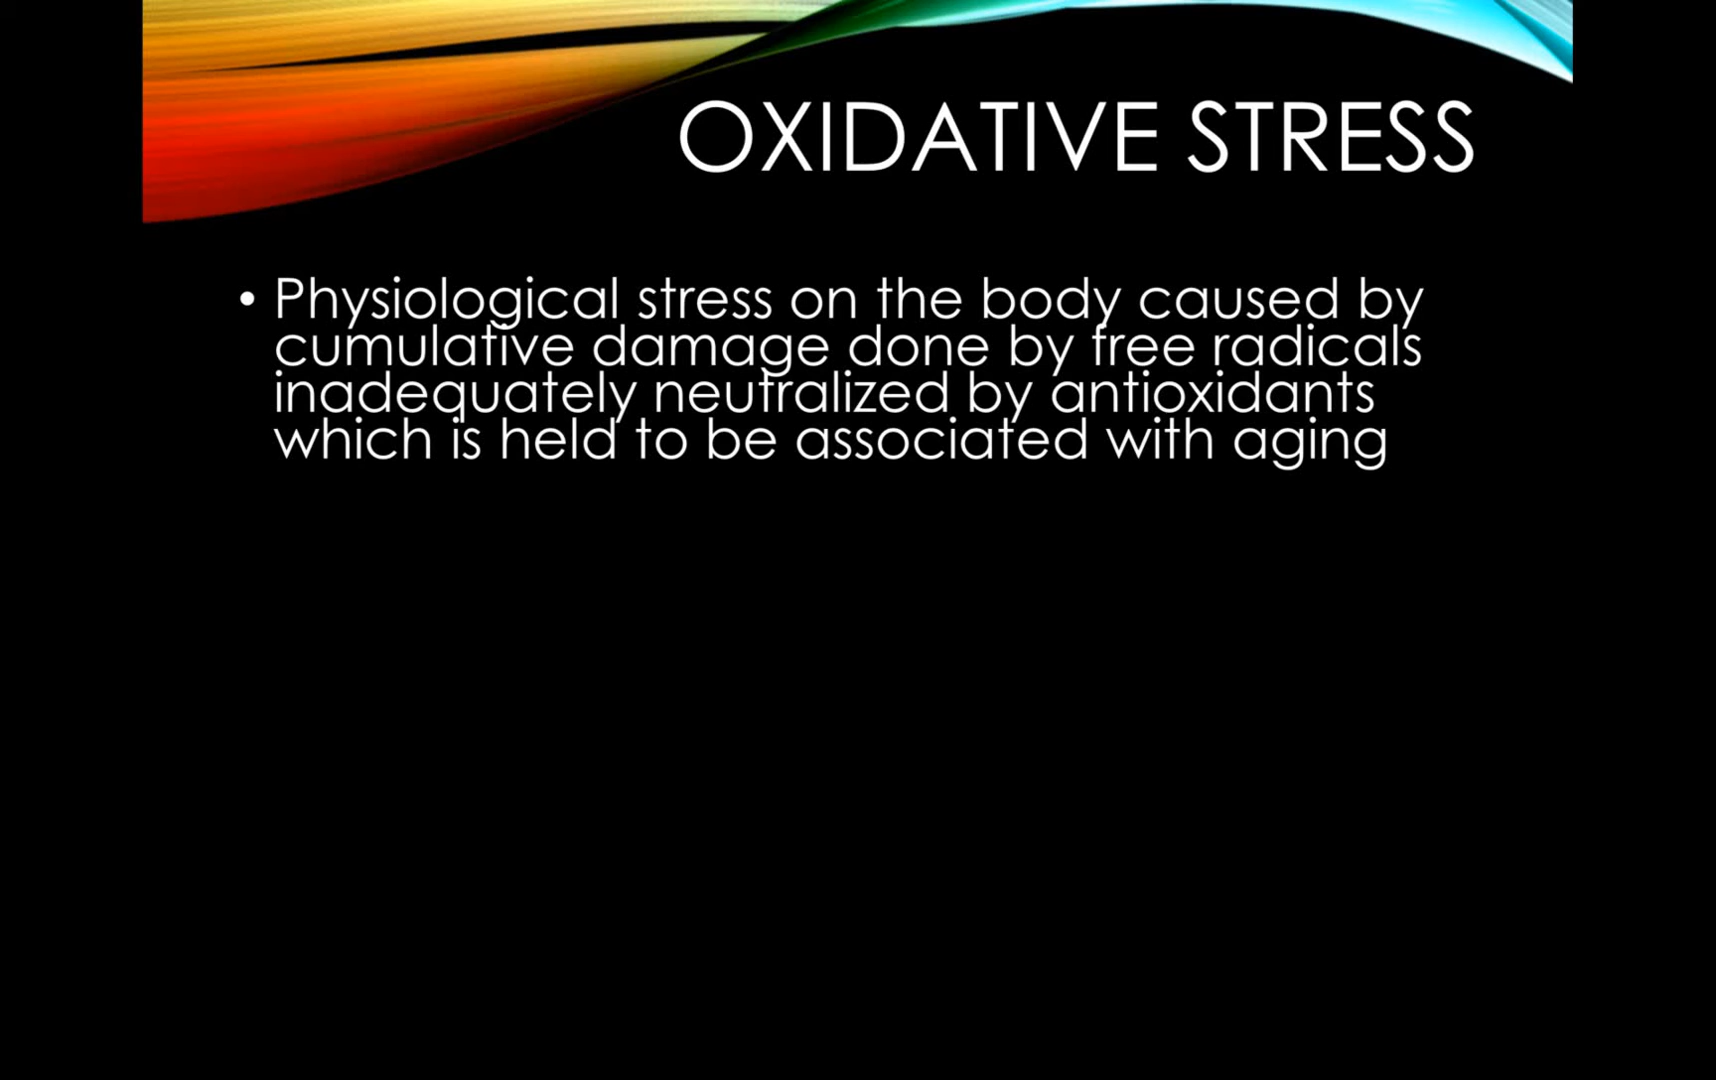 OXIDATIVE STRESS
• Physiological stress on the body caused by
cumulative damage done by free radicals
inadequately neutralized by antioxidants
which is held to be associated with aging